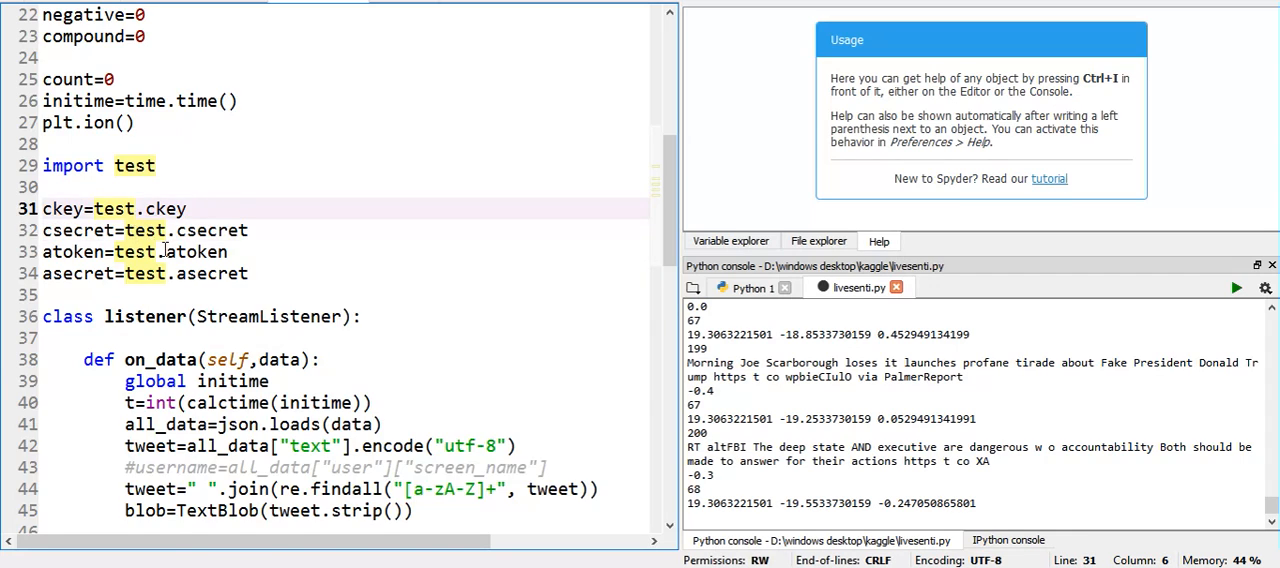 22 negative=0
23 compound=0
24
25 count=0
26 initime=time.time()
27 plt.ion()
28
29 import test
30
31 ckey=test.ckey
32 csecret=test.csecret
33 atoken=test.atoken
34 asecret=test.asecret
35
36 class listener(StreamListener):
37
38 def on_data(self,data):
39 global initime
40 t=int(calctime(initime))
41 all_data=json.loads(data)
42 tweet=all_data["text"].encode("utf-8")
43 #username=all_data["user"]["screen_name"]
44 tweet=" ".join(re.findall("[a-zA-Z]+", tweet))
45 blob=TextBlob(tweet.strip())
Usage
Here you can get help of any object by pressing Ctrl+I in
front of it, either on the Editor or the Console.
Help can also be shown automatically after writing a left
parenthesis next to an object. You can activate this
behavior in Preferences > Help.
New to Spyder? Read our tutorial
Variable explorer File explorer Help
Python console - D:\windows desktop\kaggle\livesenti.py
Python 1 livesenti.py
0.0
67
19.3063221501 -18.8533730159 0.452949134199
199
Morning Joe Scarborough loses it launches profane tirade about Fake President Donald Tr
ump https t co wpbieCIulO via PalmerReport
-0.4
67
19.3063221501 -19.2533730159 0.0529491341991
200
RT altFBI The deep state AND executive are dangerous w o accountability Both should be
made to answer for their actions https t co XA
-0.3
68
19.3063221501 -19.5533730159 -0.247050865801
Python console - D:\windows desktop\kaggle\livesenti.py IPython console
Permissions: RW End-of-lines: CRLF Encoding: UTF-8 Line: 31 Column: 6 Memory: 44 %